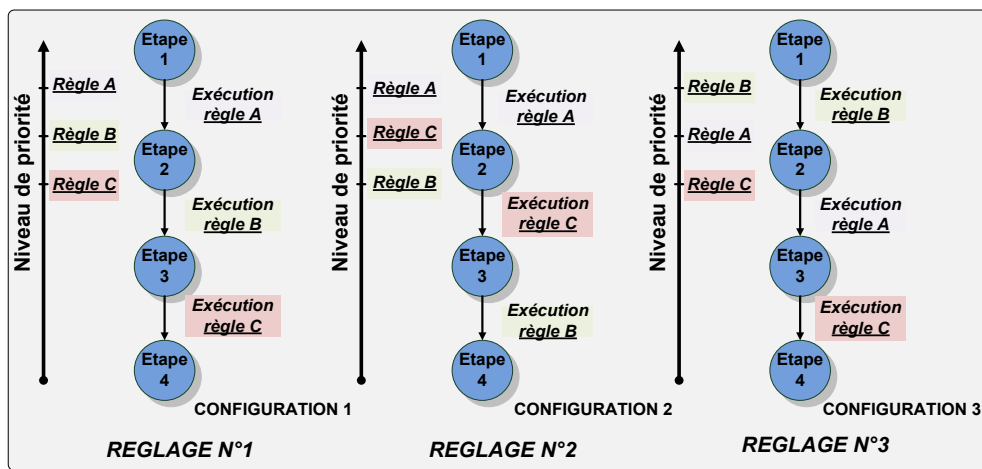 Niveau de priorité
Règle A
Règle B
Règle C
Etape
1
Exécution
règle A
Etape
2
Exécution
règle B
Etape
3
Exécution
règle C
Etape
4
CONFIGURATION 1
REGLAGE N°1
Niveau de priorité
Règle A
Règle C
Règle B
Etape
1
Exécution
règle A
Etape
2
Exécution
règle C
Etape
3
Exécution
règle B
Etape
4
CONFIGURATION 2
REGLAGE N°2
Niveau de priorité
Règle B
Règle A
Règle C
Etape
1
Exécution
règle B
Etape
2
Exécution
règle A
Etape
3
Exécution
règle C
Etape
4
CONFIGURATION 3
REGLAGE N°3